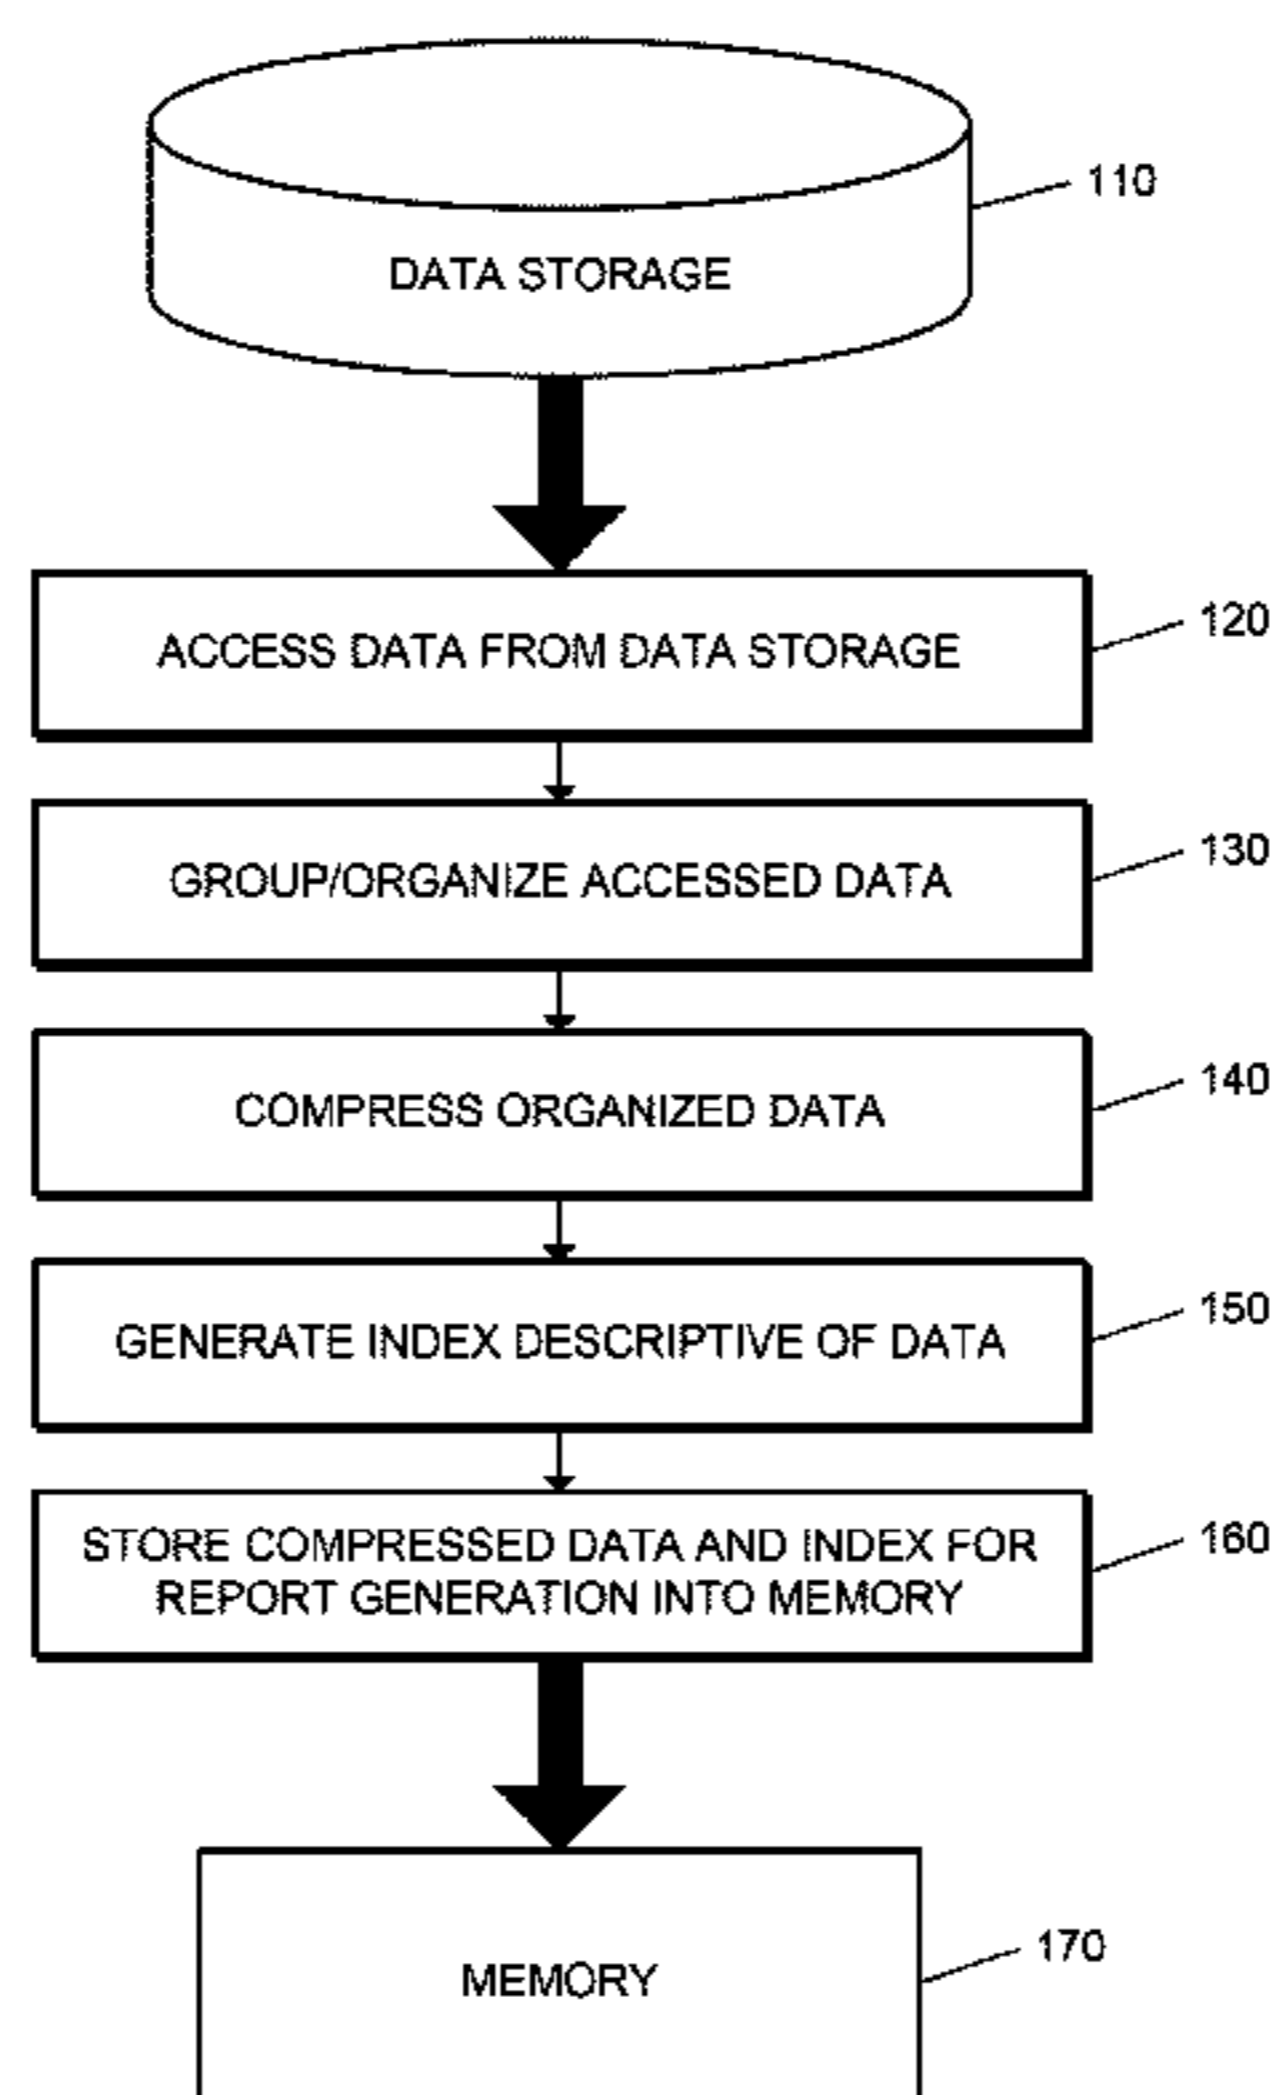 110
DATA STORAGE
120
ACCESS DATA FROM DATA STORAGE
130
GROUP/ORGANIZE ACCESSED DATA
140
COMPRESS ORGANIZED DATA
150
GENERATE INDEX DESCRIPTIVE OF DATA
160
STORE COMPRESSED DATA AND INDEX FOR
REPORT GENERATION INTO MEMORY
170
MEMORY